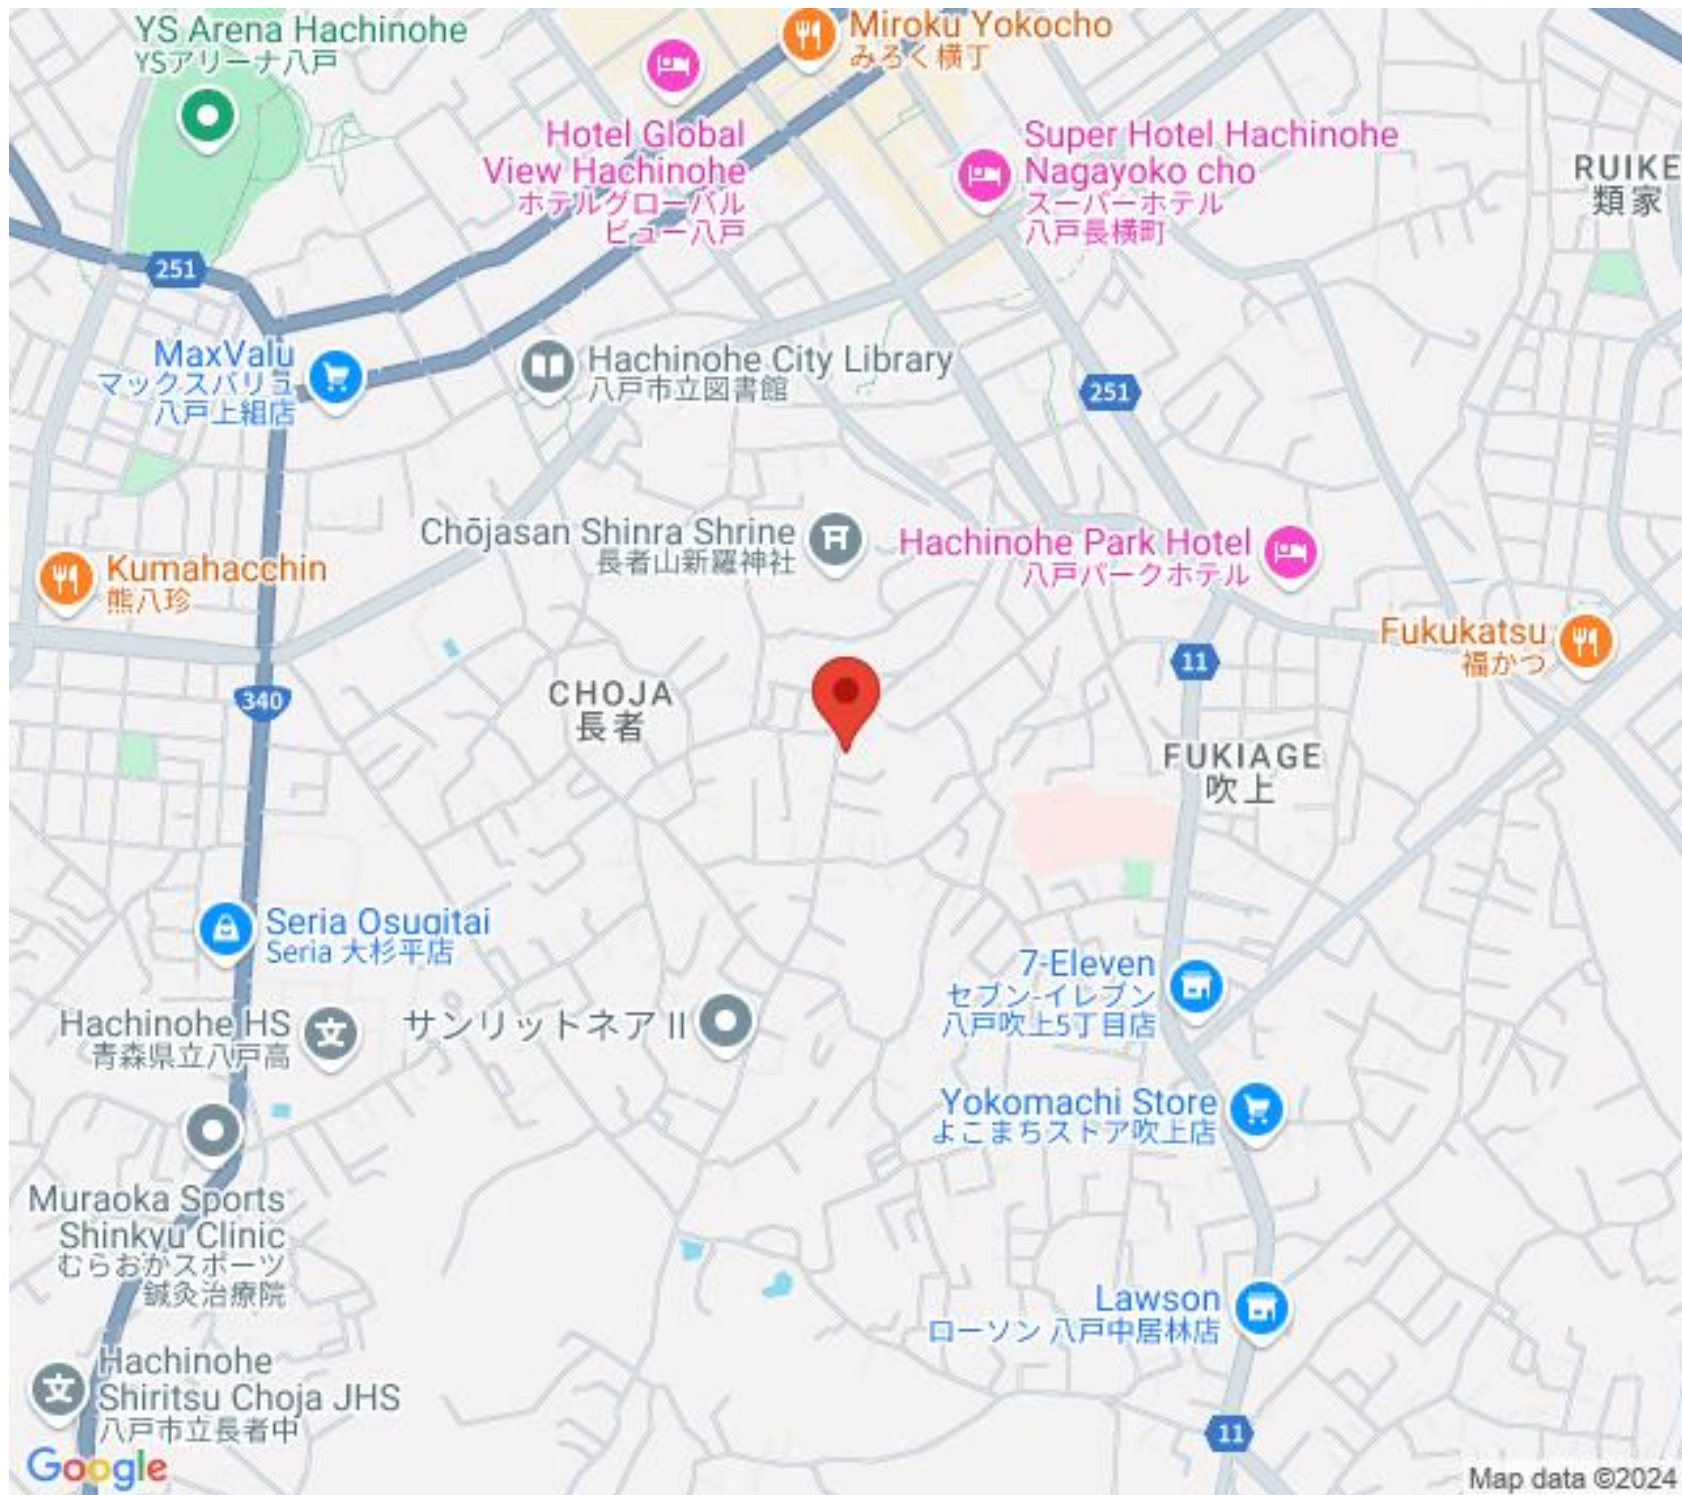 YS Arena Hachinohe
YSアリーナ八戸
Miroku Yokocho
みろく横丁
Hotel Global
View Hachinohe
ホテルグローバル
ビュー八戸
Super Hotel Hachinohe
Nagayoko cho
スーパーホテル
八戸長横町
RUIKE
類家
251
MaxValu
マックスバリュ
八戸上組店
Hachinohe City Library
八戸市立図書館
251
Chōjasan Shinra Shrine
長者山新羅神社
Hachinohe Park Hotel
八戸パークホテル
Kumahacchin
熊八珍
Fukukatsu
福かつ
11
340
CHOJA
長者
FUKIAGE
吹上
Seria Osugitai
Seria 大杉平店
7-Eleven
セブン-イレブン
八戸吹上5丁目店
Hachinohe HS
青森県立八戸高
サンリットネア II
Yokomachi Store
よこまちストア吹上店
Muraoka Sports
Shinkyu Clinic
むらおかスポーツ
鍼灸治療院
Lawson
ローソン 八戸中居林店
Hachinohe
Shiritsu Choja JHS
八戸市立長者中
11
Google
Map data ©2024